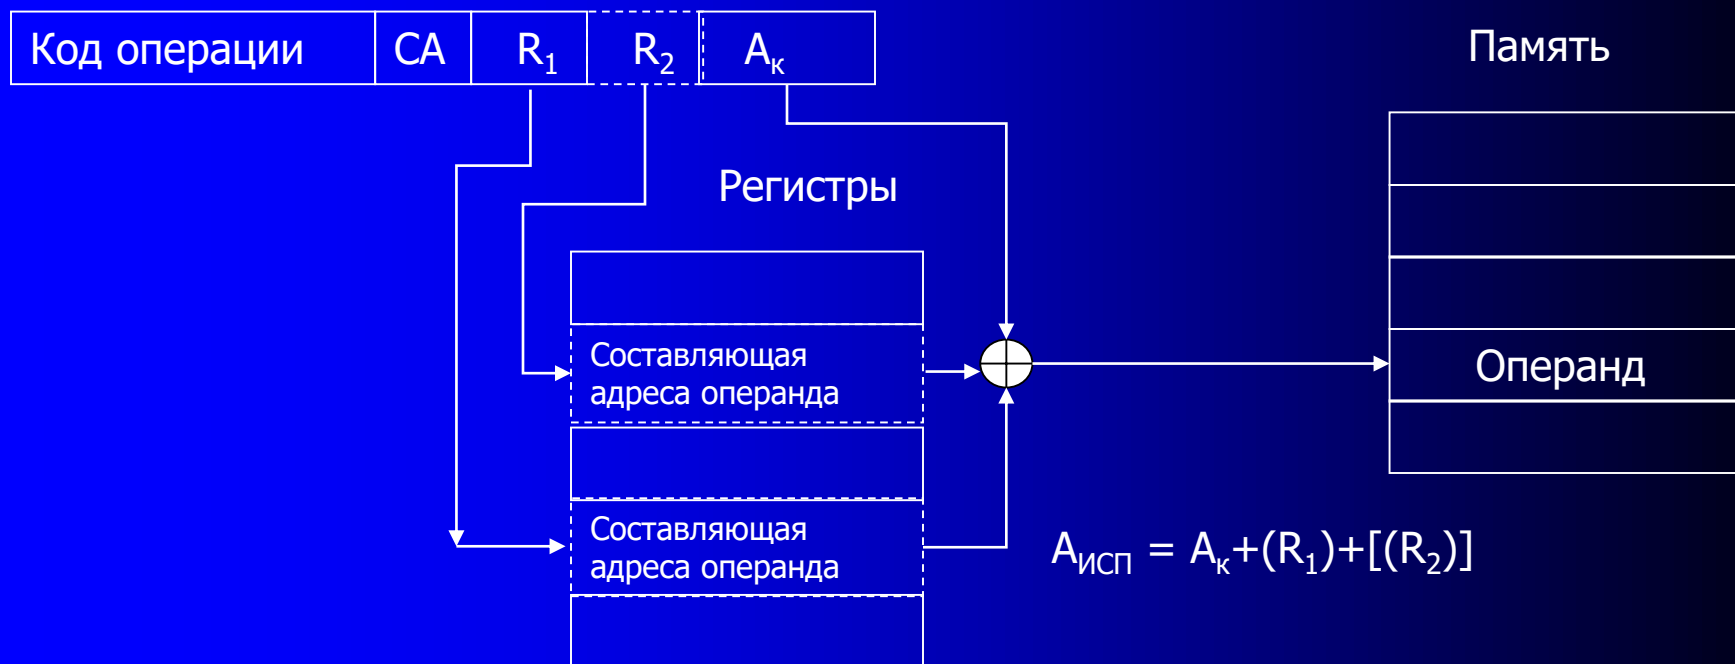 Код операции СА R₁ R₂ Aк
Память
Регистры
Составляющая
адреса операнда
Операнд
Составляющая
адреса операнда
AИСП = Aк+(R₁)+[(R₂)]